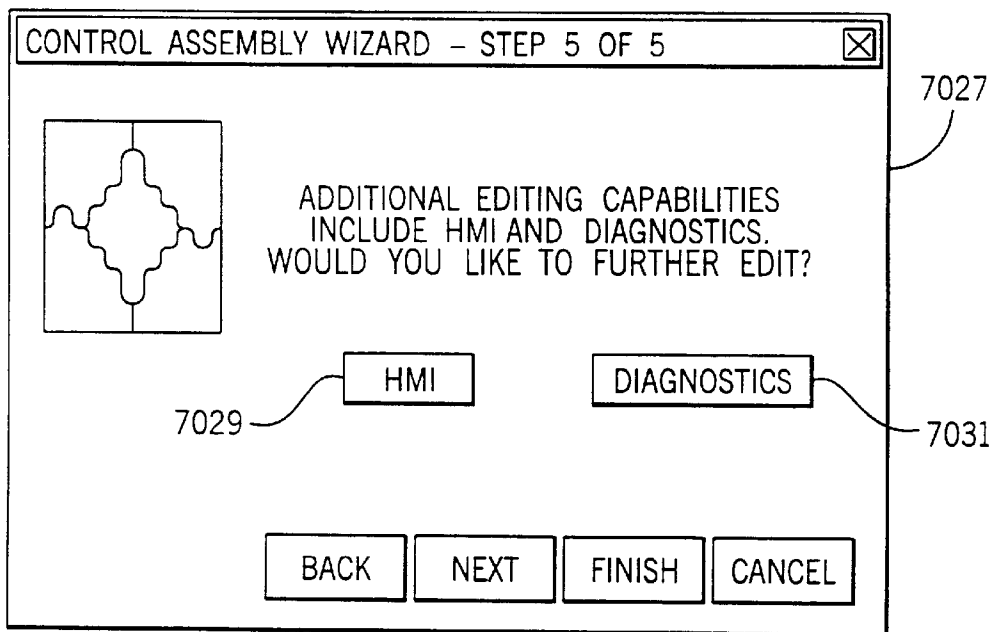 CONTROL ASSEMBLY WIZARD – STEP 5 OF 5
7027
ADDITIONAL EDITING CAPABILITIES
INCLUDE HMI AND DIAGNOSTICS.
WOULD YOU LIKE TO FURTHER EDIT?
HMI
DIAGNOSTICS
7029
7031
BACK
NEXT
FINISH
CANCEL